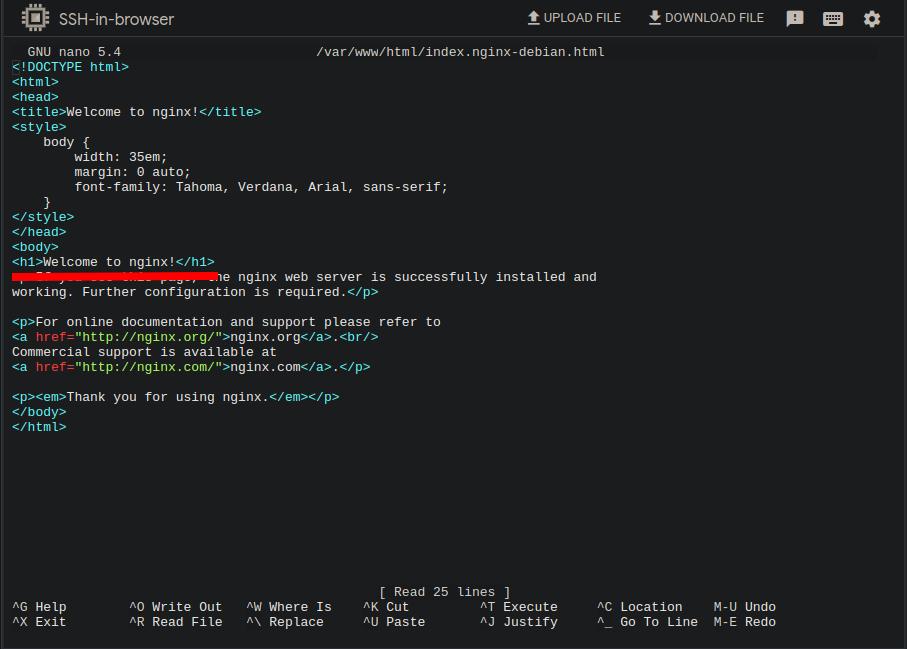 SSH-in-browser UPLOAD FILE DOWNLOAD FILE
GNU nano 5.4 /var/www/html/index.nginx-debian.html
<!DOCTYPE html>
<html>
<head>
<title>Welcome to nginx!</title>
<style>
    body {
        width: 35em;
        margin: 0 auto;
        font-family: Tahoma, Verdana, Arial, sans-serif;
    }
</style>
</head>
<body>
<h1>Welcome to nginx!</h1>
nginx web server is successfully installed and
working. Further configuration is required.</p>

<p>For online documentation and support please refer to
<a href="http://nginx.org/">nginx.org</a>.<br/>
Commercial support is available at
<a href="http://nginx.com/">nginx.com</a>.</p>

<p><em>Thank you for using nginx.</em></p>
</body>
</html>
[ Read 25 lines ]
^G Help ^O Write Out ^W Where Is ^K Cut ^T Execute ^C Location M-U Undo
^X Exit ^R Read File ^\ Replace ^U Paste ^J Justify ^_ Go To Line M-E Redo